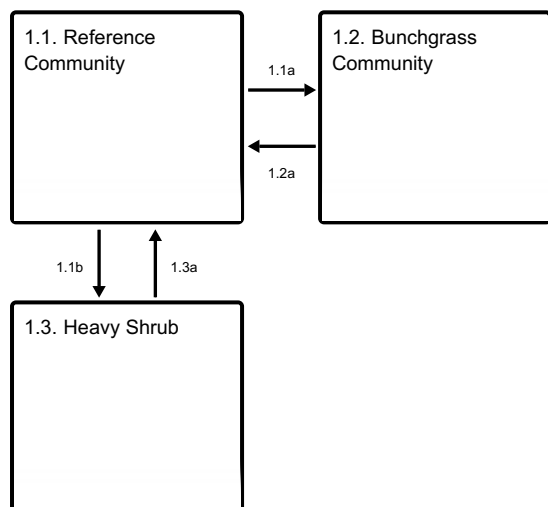 1.1. Reference
Community
1.2. Bunchgrass
Community
1.1a
1.2a
1.1b
1.3a
1.3. Heavy Shrub